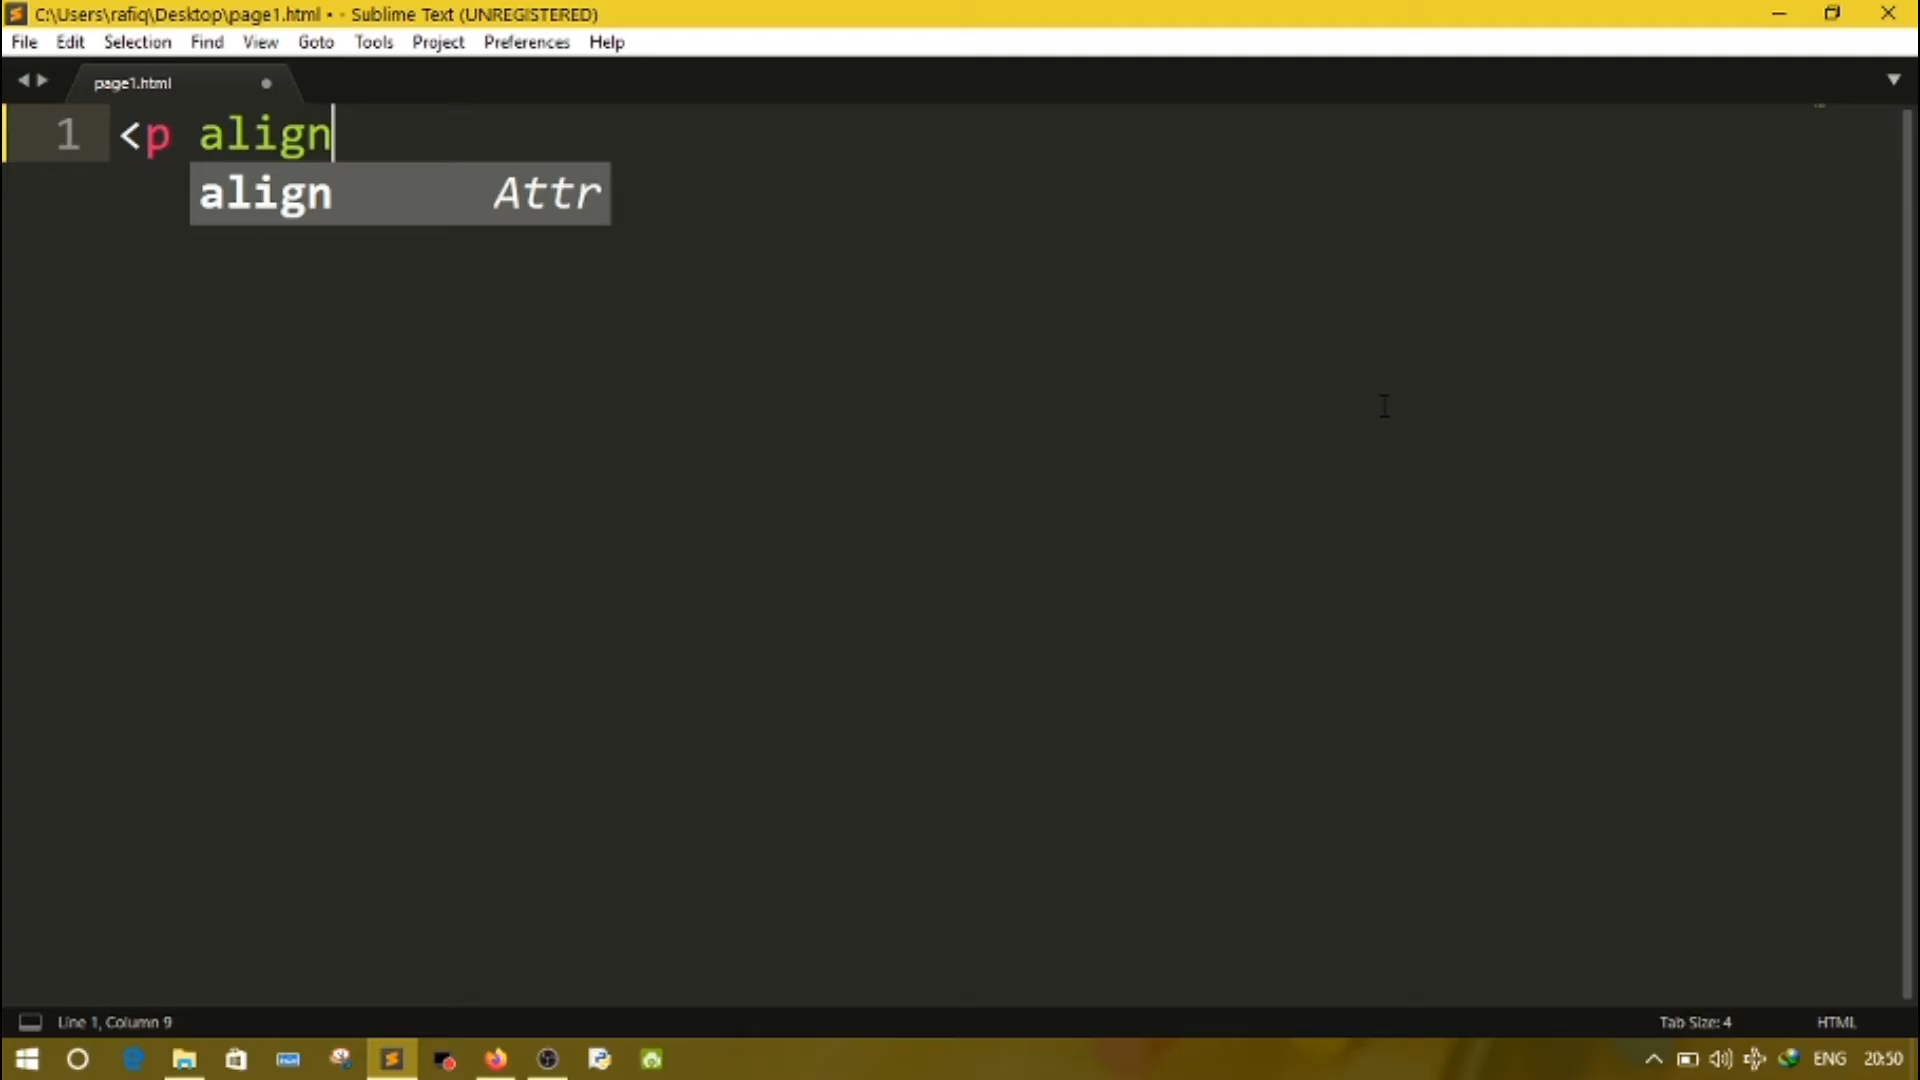 C:\Users\rafiq\Desktop\page1.html • - Sublime Text (UNREGISTERED)
File Edit Selection Find View Goto Tools Project Preferences Help
page1.html
1 <p align
align Attr
Line 1, Column 9 Tab Size: 4 HTML
ENG 20:50